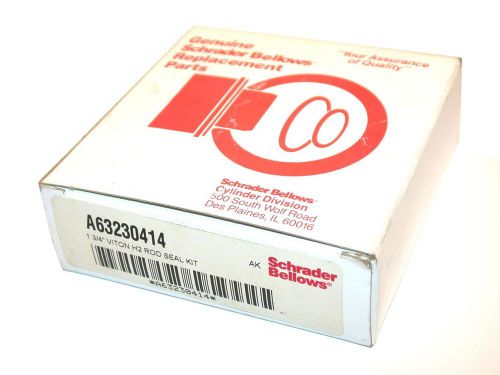 Genuine
Schrader Bellows®
Replacement
Parts
"Your Assurance
of Quality"
CO
Schrader Bellows®
Cylinder Division
500 South Wolf Road
Des Plaines, IL 60016
A63230414
1 3/4" VITON H2 ROD SEAL KIT
AK
Schrader
Bellows®
*A63230414*